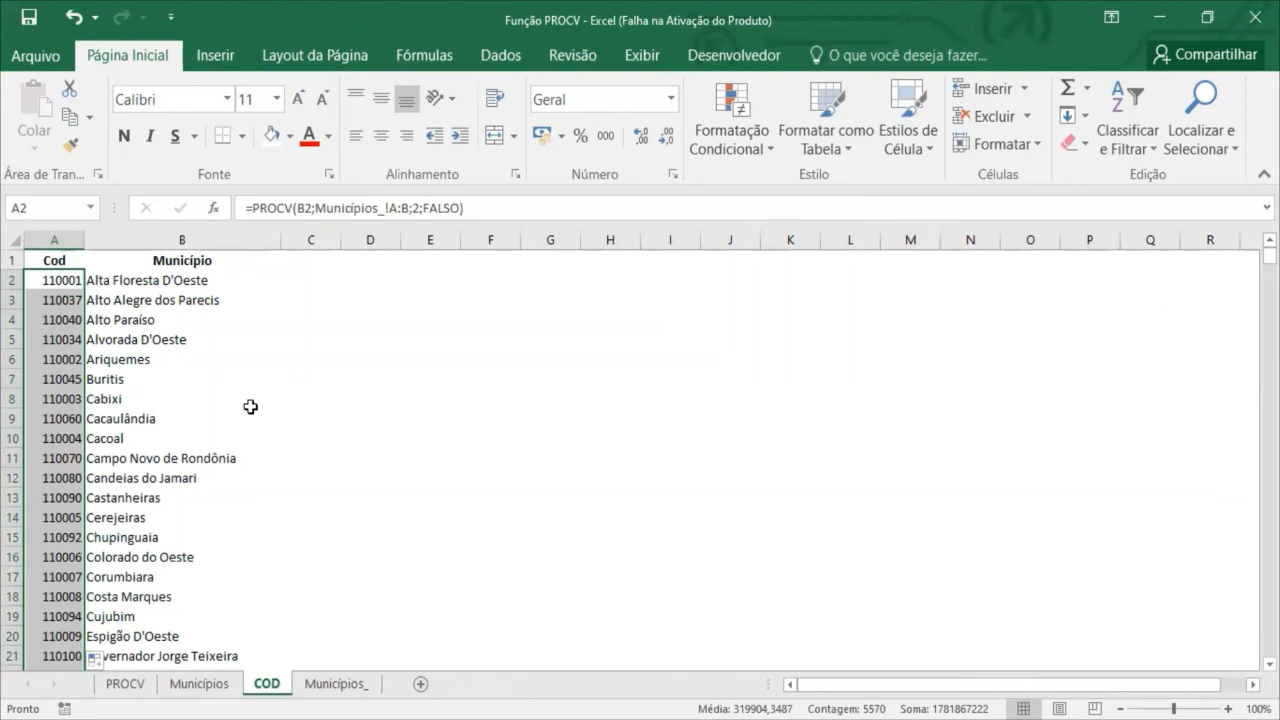 Função PROCV - Excel (Falha na Ativação do Produto)
Arquivo Página Inicial Inserir Layout da Página Fórmulas Dados Revisão Exibir Desenvolvedor O que você deseja fazer... Compartilhar
Colar
Área de Tran...
Calibri 11
N I S A
Fonte
Alinhamento
Geral
% 000
Número
Formatação Condicional
Formatar como Tabela
Estilos de Célula
Estilo
Inserir
Excluir
Formatar
Células
Classificar e Filtrar
Localizar e Selecionar
Edição
A2 fx =PROCV(B2;Municípios_!A:B;2;FALSO)
A B C D E F G H I J K L M N O P Q R
1 Cod Município
2 110001 Alta Floresta D'Oeste
3 110037 Alto Alegre dos Parecis
4 110040 Alto Paraíso
5 110034 Alvorada D'Oeste
6 110002 Ariquemes
7 110045 Buritis
8 110003 Cabixi
9 110060 Cacaulândia
10 110004 Cacoal
11 110070 Campo Novo de Rondônia
12 110080 Candeias do Jamari
13 110090 Castanheiras
14 110005 Cerejeiras
15 110092 Chupinguaia
16 110006 Colorado do Oeste
17 110007 Corumbiara
18 110008 Costa Marques
19 110094 Cujubim
20 110009 Espigão D'Oeste
21 110100 vernador Jorge Teixeira
PROCV Municípios COD Municípios_
Pronto Média: 319904,3487 Contagem: 5570 Soma: 1781867222 100%